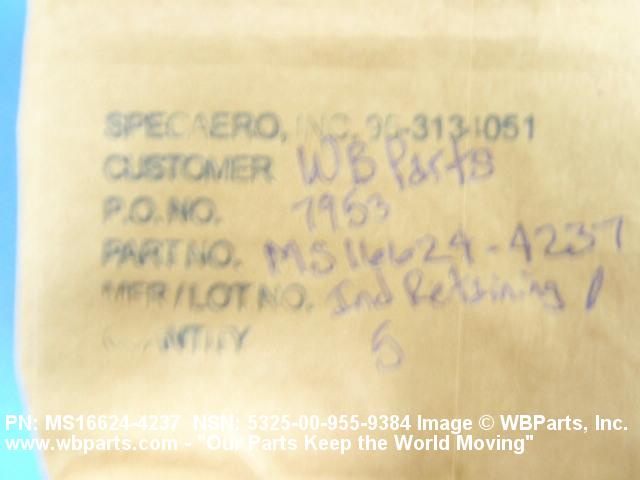 SPECAERO, INC. 95-3134051
CUSTOMER WB Parts
P.O. NO. 7953
PART NO. MS16624-4237
MFR/LOT NO. Ind Retaining
QUANTITY 5
PN: MS16624-4237 NSN: 5325-00-955-9384 Image © WBParts, Inc.
www.wbparts.com - "Our Parts Keep the World Moving"